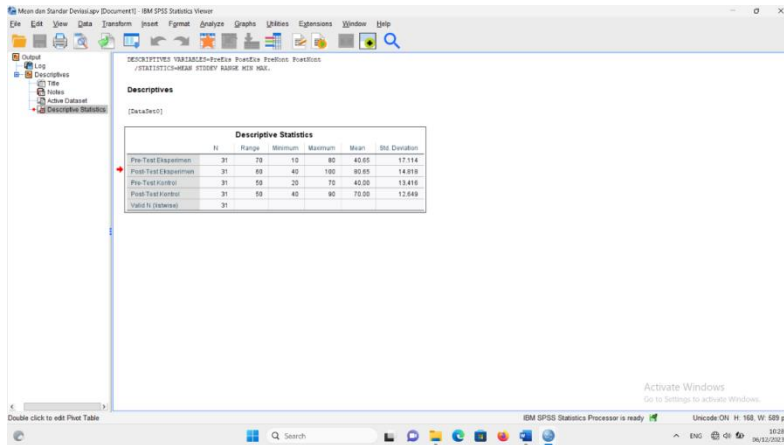 Mean dan Standar Deviasi.spv [Document1] - IBM SPSS Statistics Viewer
File Edit View Data Transform Insert Format Analyze Graphs Utilities Extensions Window Help
Output
Log
Descriptives
Title
Notes
Active Dataset
Descriptive Statistics
DESCRIPTIVES VARIABLES=PreEks PostEks PreKont PostKont
/STATISTICS=MEAN STDDEV RANGE MIN MAX.
Descriptives
[DataSet0]
Descriptive Statistics
N Range Minimum Maximum Mean Std. Deviation
Pre-Test Eksperimen 31 70 10 80 40.65 17.114
Post-Test Eksperimen 31 60 40 100 80.65 14.818
Pre-Test Kontrol 31 50 20 70 40.00 13.416
Post-Test Kontrol 31 50 40 90 70.00 12.649
Valid N (listwise) 31
Activate Windows
Go to Settings to activate Windows.
Double click to edit Pivot Table
IBM SPSS Statistics Processor is ready
Unicode:ON H: 168, W: 689 p
Search
ENG